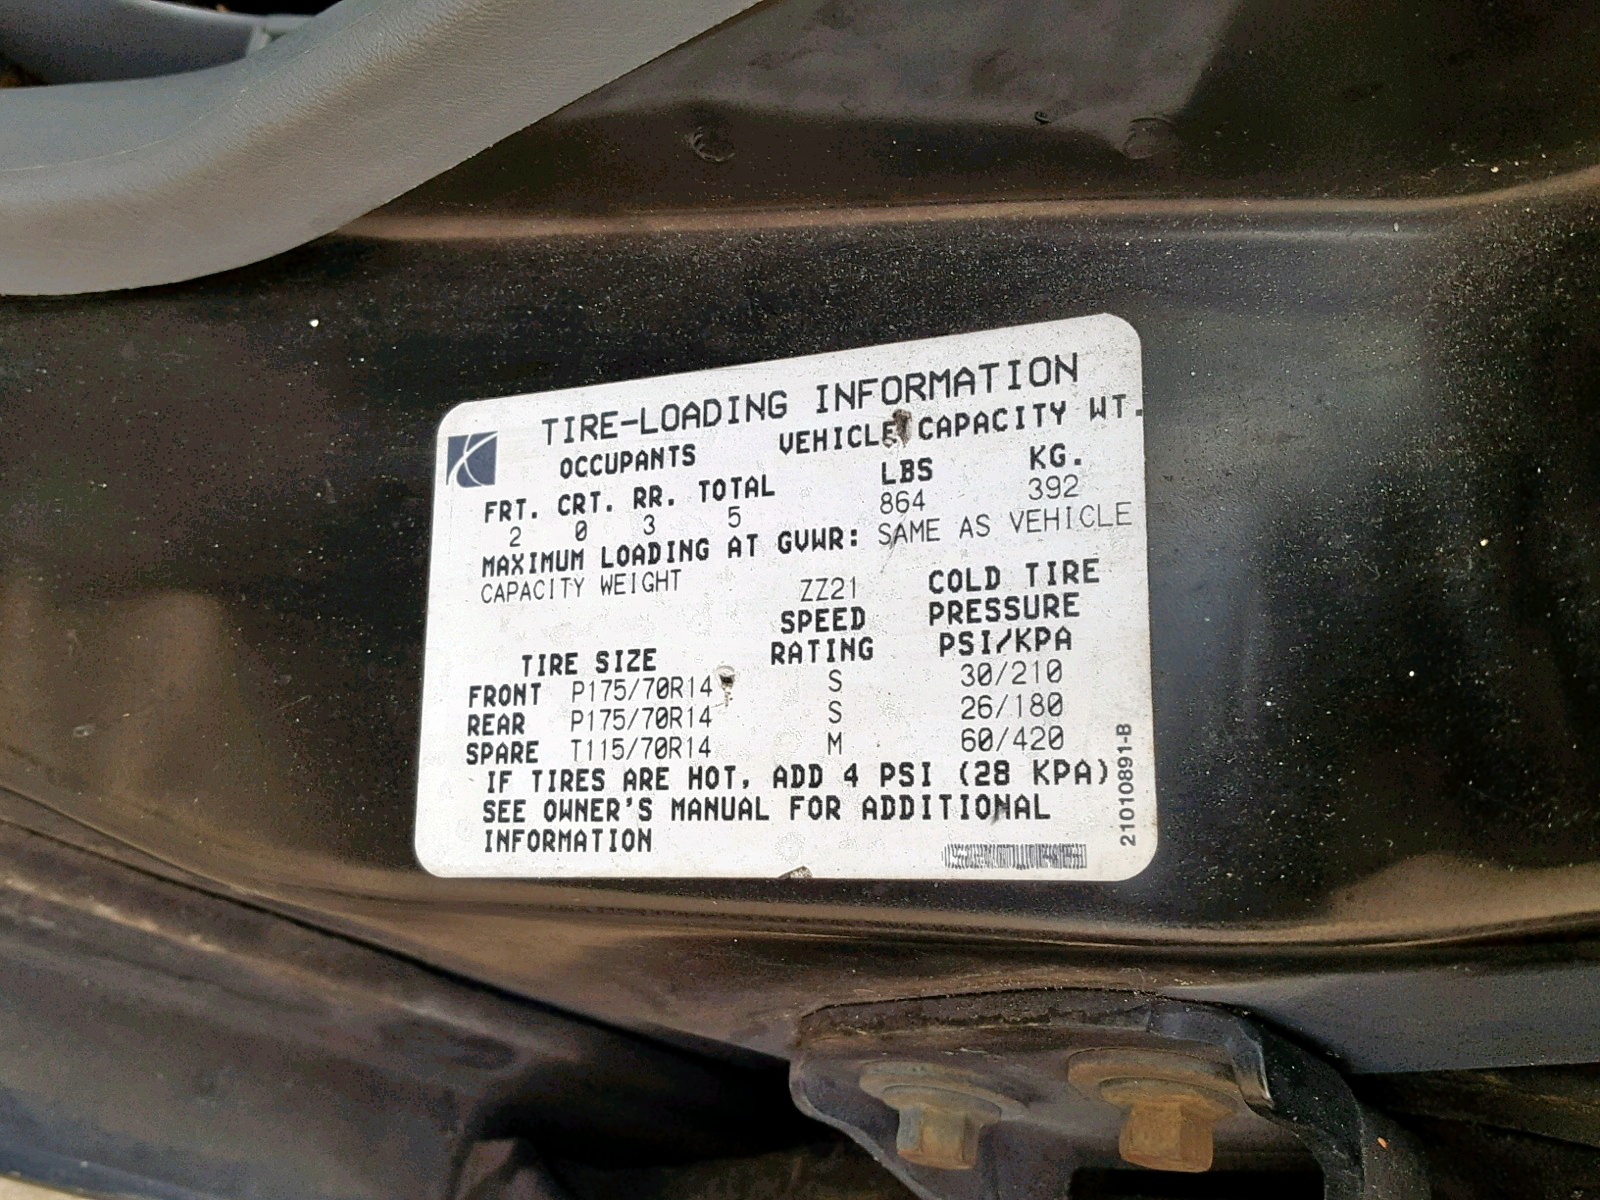 TIRE-LOADING INFORMATION
OCCUPANTS VEHICLE CAPACITY WT.
FRT. CRT. RR. TOTAL LBS KG.
2 0 3 5 864 392
MAXIMUM LOADING AT GVWR: SAME AS VEHICLE
CAPACITY WEIGHT
ZZ21 COLD TIRE
SPEED PRESSURE
TIRE SIZE RATING PSI/KPA
FRONT P175/70R14 S 30/210
REAR P175/70R14 S 26/180
SPARE T115/70R14 M 60/420
IF TIRES ARE HOT, ADD 4 PSI (28 KPA)
SEE OWNER'S MANUAL FOR ADDITIONAL
INFORMATION
21010891-B